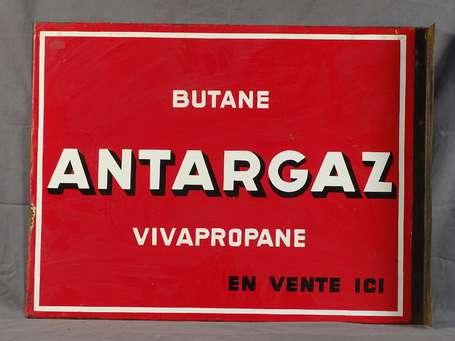 BUTANE
ANTARGAZ
VIVAPROPANE
EN VENTE ICI